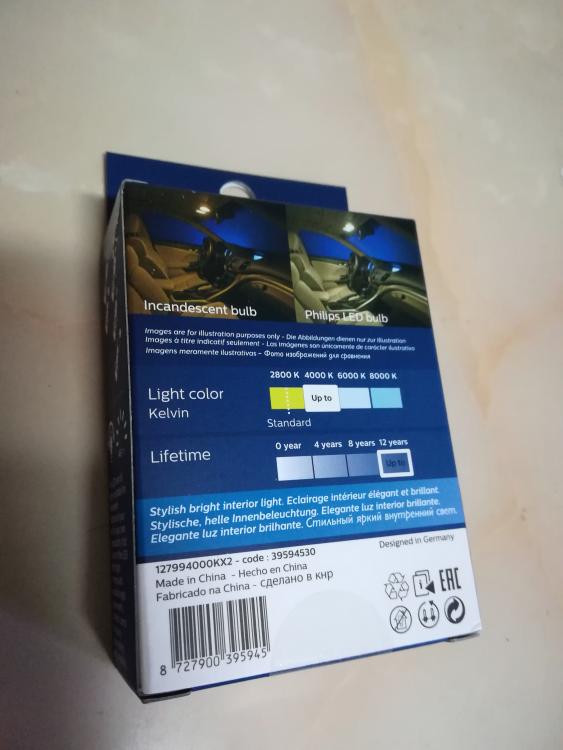 Incandescent bulb
Philips LED bulb
Images are for illustration purposes only - Die Abbildungen dienen nur zur Illustration
Images à titre indicatif seulement - Las imágenes son únicamente de carácter ilustrativo
Imagens meramente ilustrativas - Фото изображений для сравнения
2800 K 4000 K 6000 K 8000 K
Light color
Kelvin
Up to
Standard
0 year 4 years 8 years 12 years
Lifetime
Up to
Stylish bright interior light. Eclairage intérieur élégant et brillant.
Stylische, helle Innenbeleuchtung. Elegante luz interior brillante.
Elegante luz interior brilhante. Стильный яркий внутренний свет.
127994000KX2 - code : 39594530
Designed in Germany
Made in China - Hecho en China
Fabricado na China - сделано в кнр
EAC
8 727900 395945